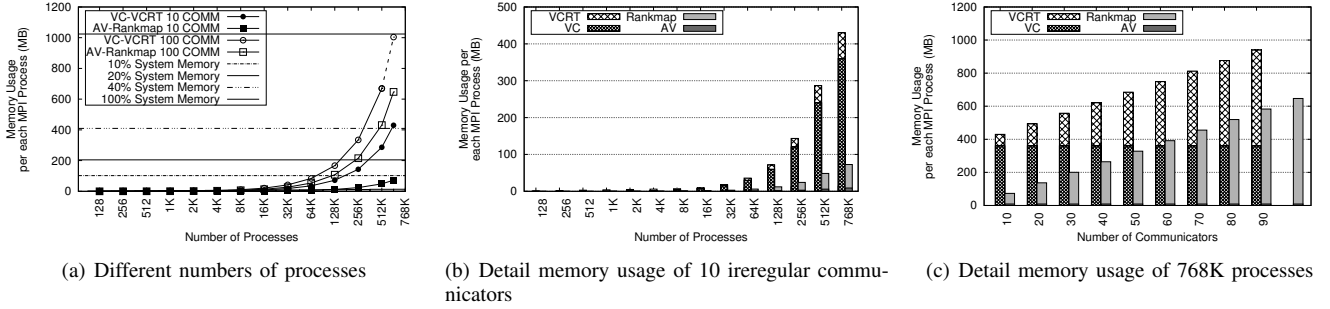 Memory Usage
per each MPI Process (MB)
1200
1000
800
600
400
200
0
VC-VCRT 10 COMM
AV-Rankmap 10 COMM
VC-VCRT 100 COMM
AV-Rankmap 100 COMM
10% System Memory
20% System Memory
40% System Memory
100% System Memory
128 256 512 1K 2K 4K 8K 16K 32K 64K 128K 256K 512K 768K
Number of Processes
(a) Different numbers of processes
Memory Usage per
each MPI Process (MB)
500
400
300
200
100
0
VCRT Rankmap
VC AV
128 256 512 1K 2K 4K 8K 16K 32K 64K 128K 256K 512K 768K
Number of Processes
(b) Detail memory usage of 10 ireregular commu-
nicators
Memory Usage
per each MPI Process (MB)
1200
1000
800
600
400
200
0
VCRT Rankmap
VC AV
10 20 30 40 50 60 70 80 90
Number of Communicators
(c) Detail memory usage of 768K processes